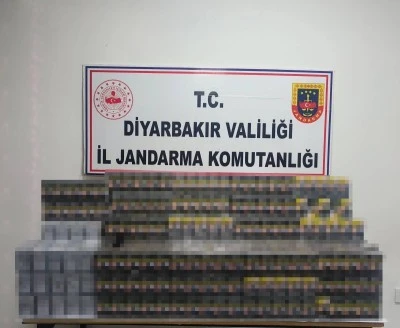 T.C.
DİYARBAKIR VALİLİĞİ
İL JANDARMA KOMUTANLIĞI